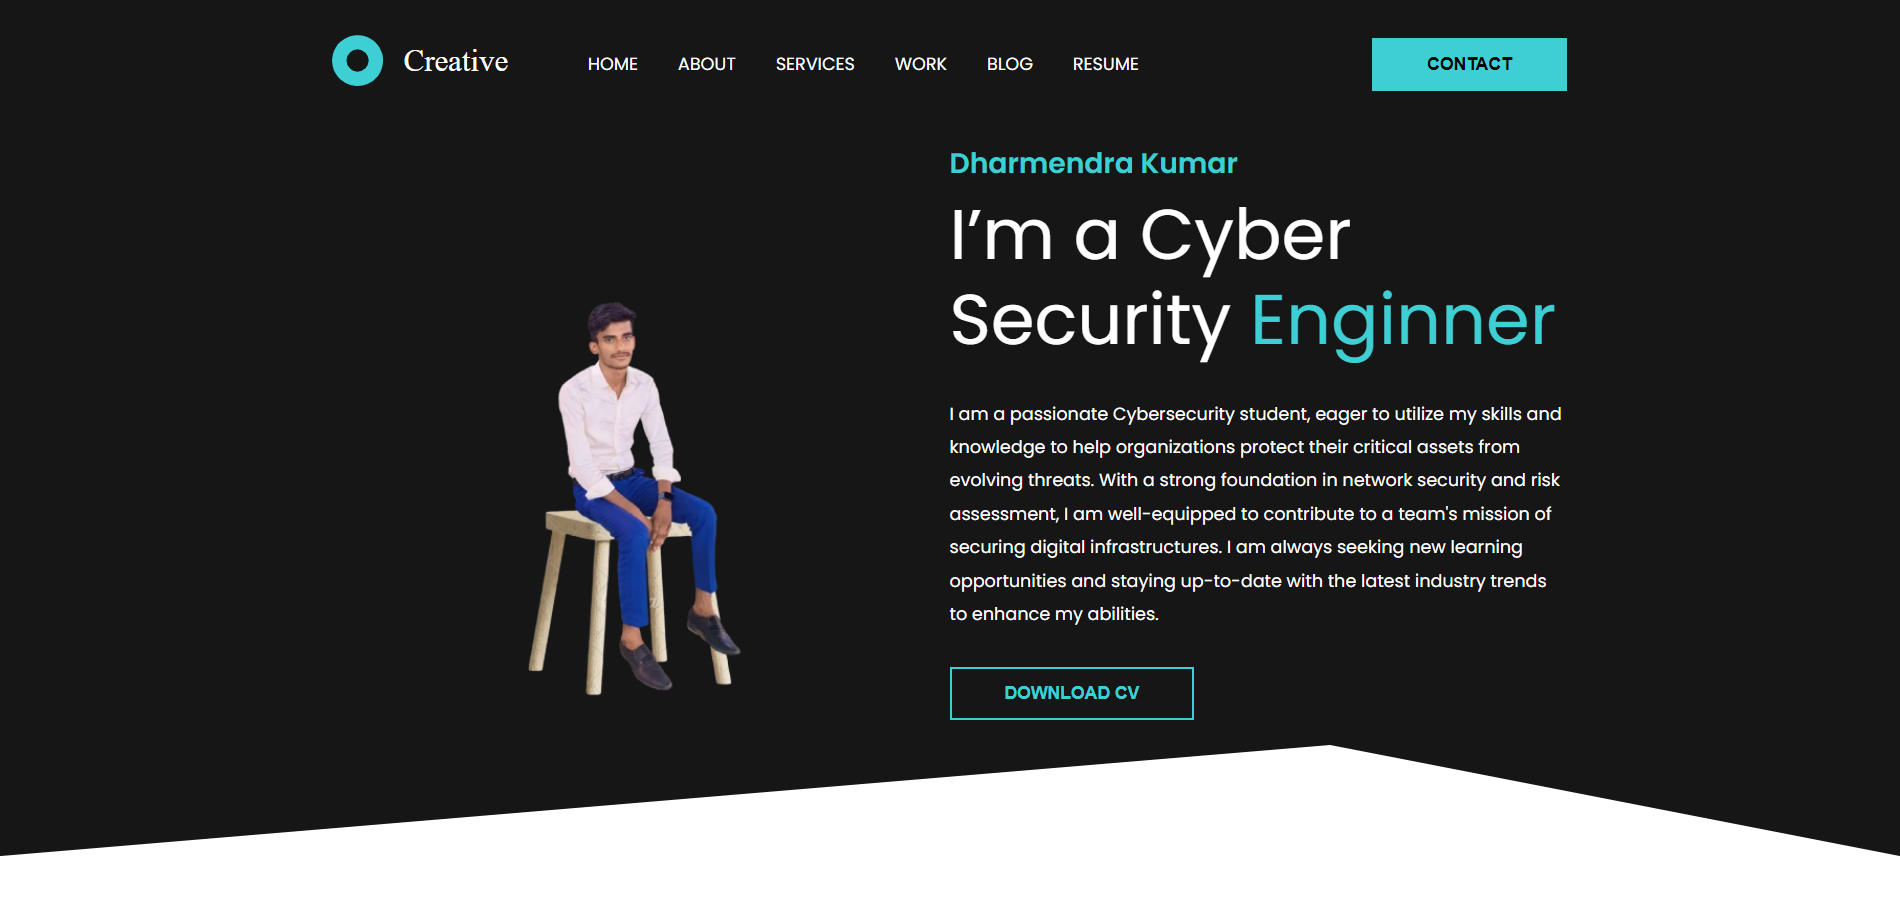 Creative
HOME ABOUT SERVICES WORK BLOG RESUME
CONTACT
Dharmendra Kumar
I’m a Cyber
Security Enginner
I am a passionate Cybersecurity student, eager to utilize my skills and
knowledge to help organizations protect their critical assets from
evolving threats. With a strong foundation in network security and risk
assessment, I am well-equipped to contribute to a team's mission of
securing digital infrastructures. I am always seeking new learning
opportunities and staying up-to-date with the latest industry trends
to enhance my abilities.
DOWNLOAD CV